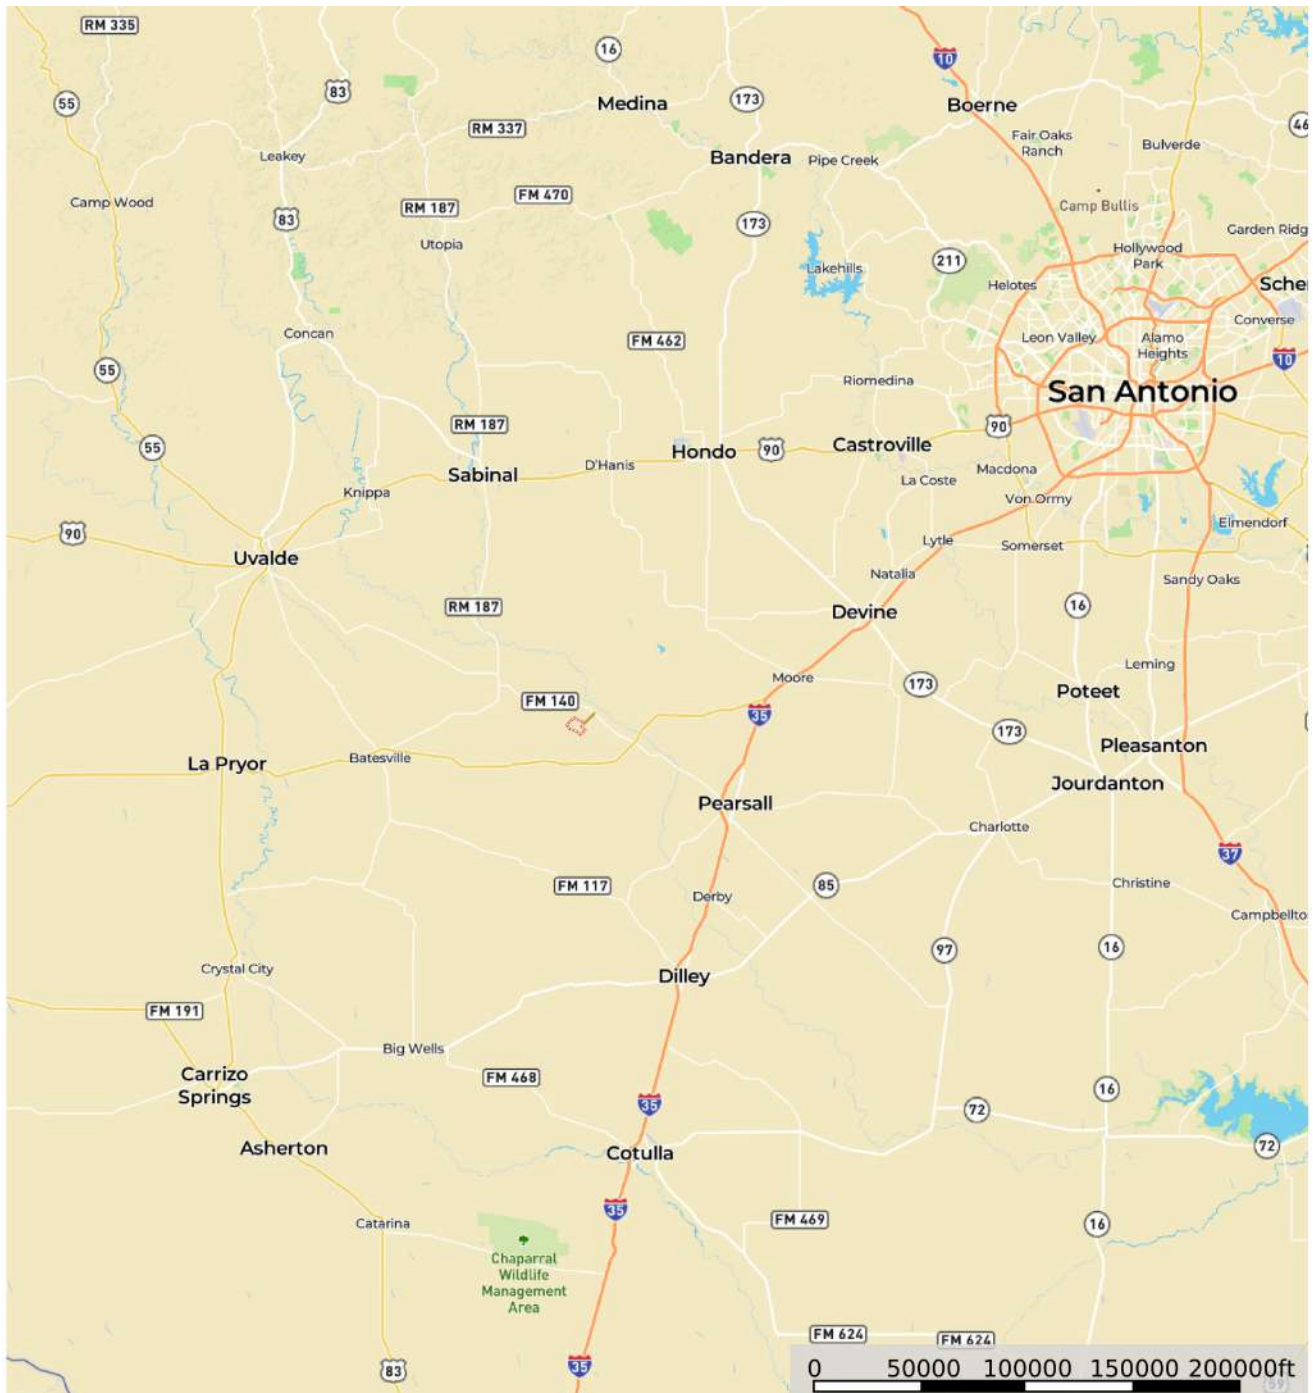 RM 335
16
10
83
55
Medina
173
Boerne
46
RM 337
Fair Oaks
Ranch
Bulverde
Leakey
Bandera
Pipe Creek
Camp Wood
RM 187
FM 470
Camp Bullis
83
173
Garden Ridg
Utopia
Hollywood
Park
211
Lakehills
Helotes
Sche
Concan
FM 462
Leon Valley
Alamo
Heights
Converse
10
55
Riomedina
San Antonio
RM 187
90
55
Hondo
90
Castroville
Sabinal
D'Hanis
Macdona
La Coste
Knippa
Von Ormy
90
Elmendorf
Uvalde
Lytle
Somerset
Natalia
Sandy Oaks
RM 187
Devine
16
Moore
Leming
173
Poteet
FM 140
35
173
Pleasanton
Batesville
La Pryor
Jourdanton
Pearsall
Charlotte
37
FM 117
85
Christine
Derby
Campbellto
97
16
Crystal City
Dilley
FM 191
Big Wells
Carrizo
Springs
FM 468
16
35
72
Asherton
Cotulla
72
35
FM 469
Catarina
16
Chaparral
Wildlife
Management
Area
FM 624
FM 624
83
35
0 50000 100000 150000 200000ft
59